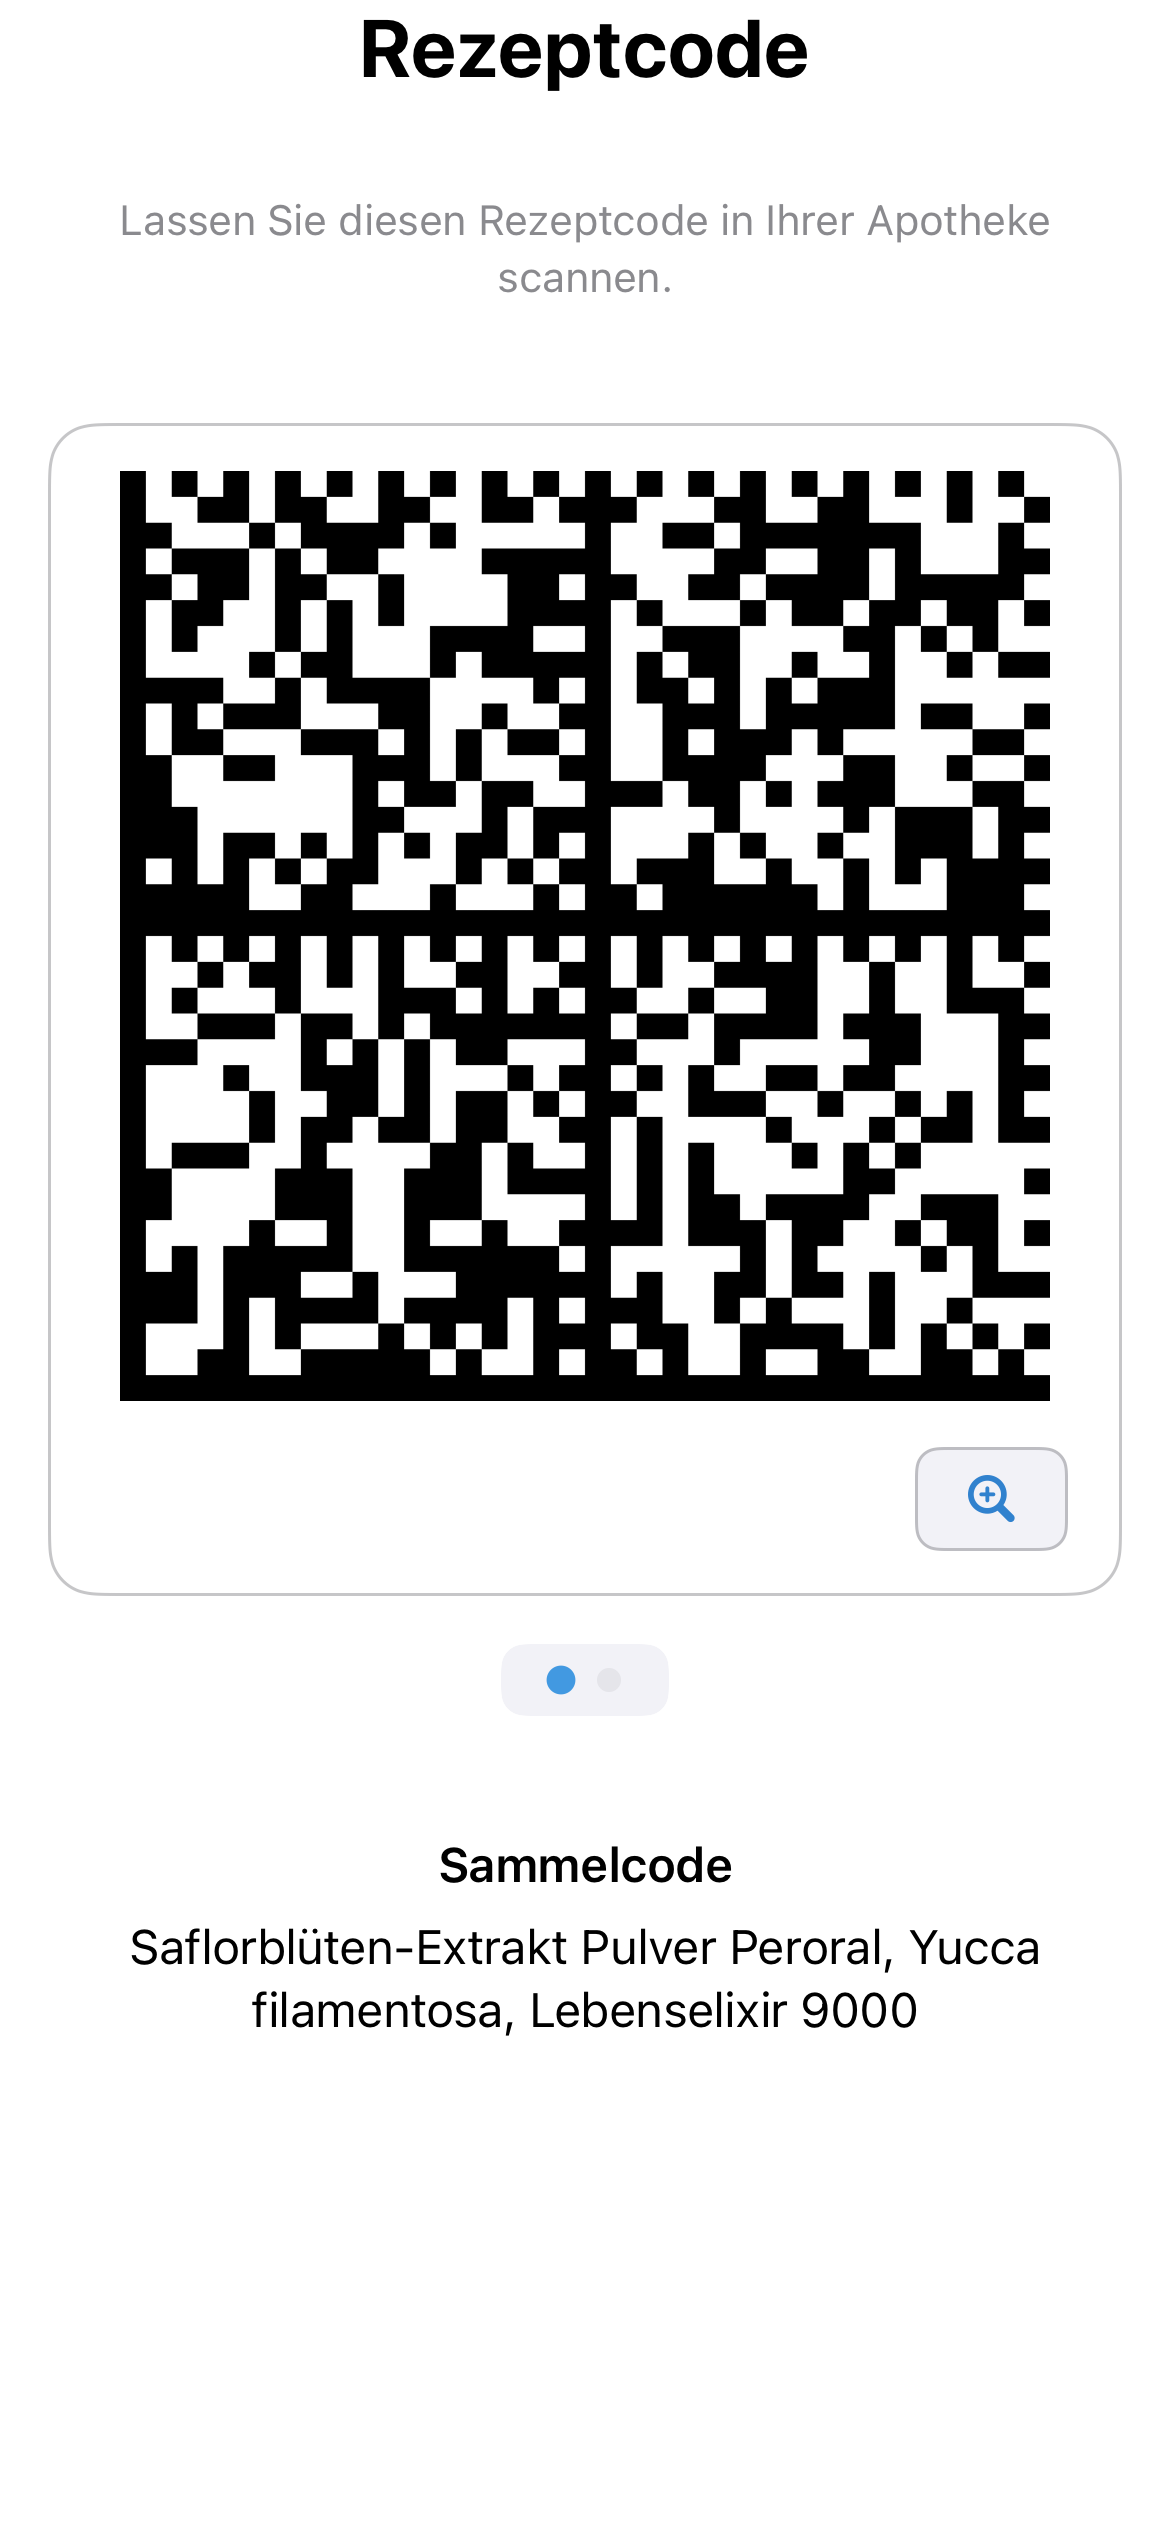 Rezeptcode
Lassen Sie diesen Rezeptcode in Ihrer Apotheke
scannen.
Sammelcode
Saflorblüten-Extrakt Pulver Peroral, Yucca
filamentosa, Lebenselixir 9000